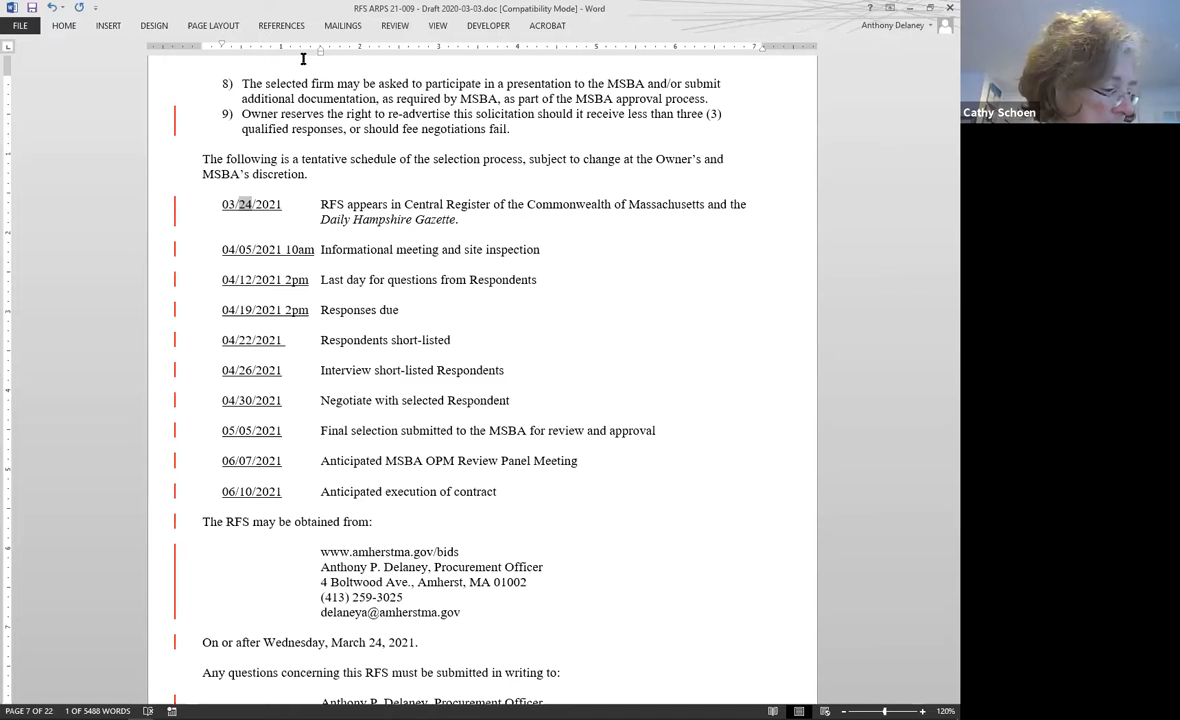 RFS ARPS 21-009 - Draft 2020-03-03.doc [Compatibility Mode] - Word
FILE HOME INSERT DESIGN PAGE LAYOUT REFERENCES MAILINGS REVIEW VIEW DEVELOPER ACROBAT Anthony Delaney
1 2 3 4 5 6 7
8) The selected firm may be asked to participate in a presentation to the MSBA and/or submit
additional documentation, as required by MSBA, as part of the MSBA approval process.
9) Owner reserves the right to re-advertise this solicitation should it receive less than three (3)
qualified responses, or should fee negotiations fail.
The following is a tentative schedule of the selection process, subject to change at the Owner's and
MSBA's discretion.
03/24/2021 RFS appears in Central Register of the Commonwealth of Massachusetts and the
Daily Hampshire Gazette.
04/05/2021 10am Informational meeting and site inspection
04/12/2021 2pm Last day for questions from Respondents
04/19/2021 2pm Responses due
04/22/2021 Respondents short-listed
04/26/2021 Interview short-listed Respondents
04/30/2021 Negotiate with selected Respondent
05/05/2021 Final selection submitted to the MSBA for review and approval
06/07/2021 Anticipated MSBA OPM Review Panel Meeting
06/10/2021 Anticipated execution of contract
The RFS may be obtained from:
www.amherstma.gov/bids
Anthony P. Delaney, Procurement Officer
4 Boltwood Ave., Amherst, MA 01002
(413) 259-3025
delaneya@amherstma.gov
On or after Wednesday, March 24, 2021.
Any questions concerning this RFS must be submitted in writing to:
Anthony P. Delaney, Procurement Officer
PAGE 7 OF 22 1 OF 5488 WORDS 120%
Cathy Schoen